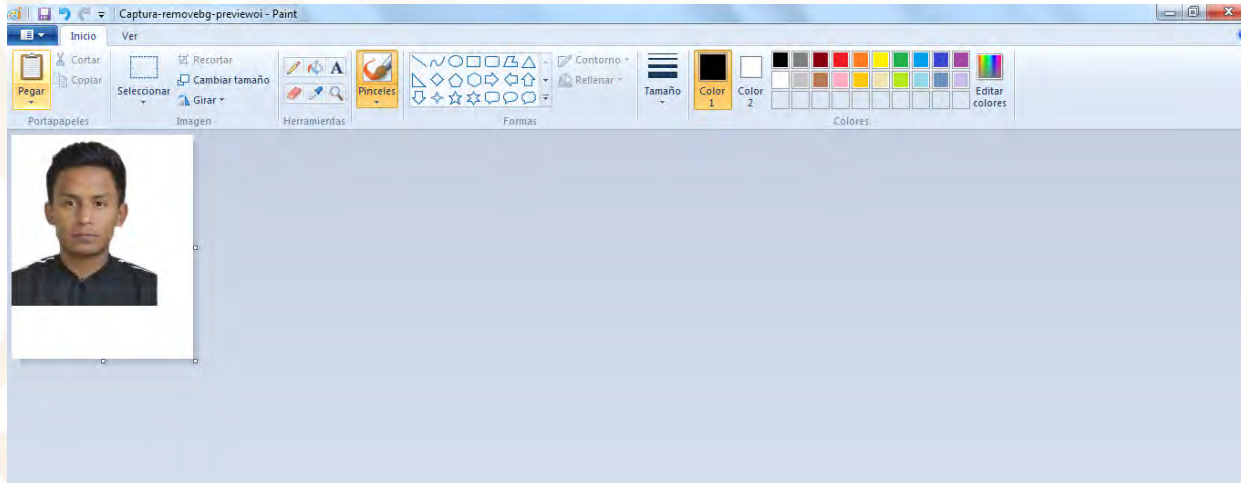 Captura-removebg-previewoi - Paint
Inicio Ver
Pegar
Cortar
Copiar
Portapapeles
Seleccionar
Recortar
Cambiar tamaño
Girar
Imagen
A
Herramientas
Pinceles
Contorno
Rellenar
Formas
Tamaño
Color
1
Color
2
Editar
colores
Colores